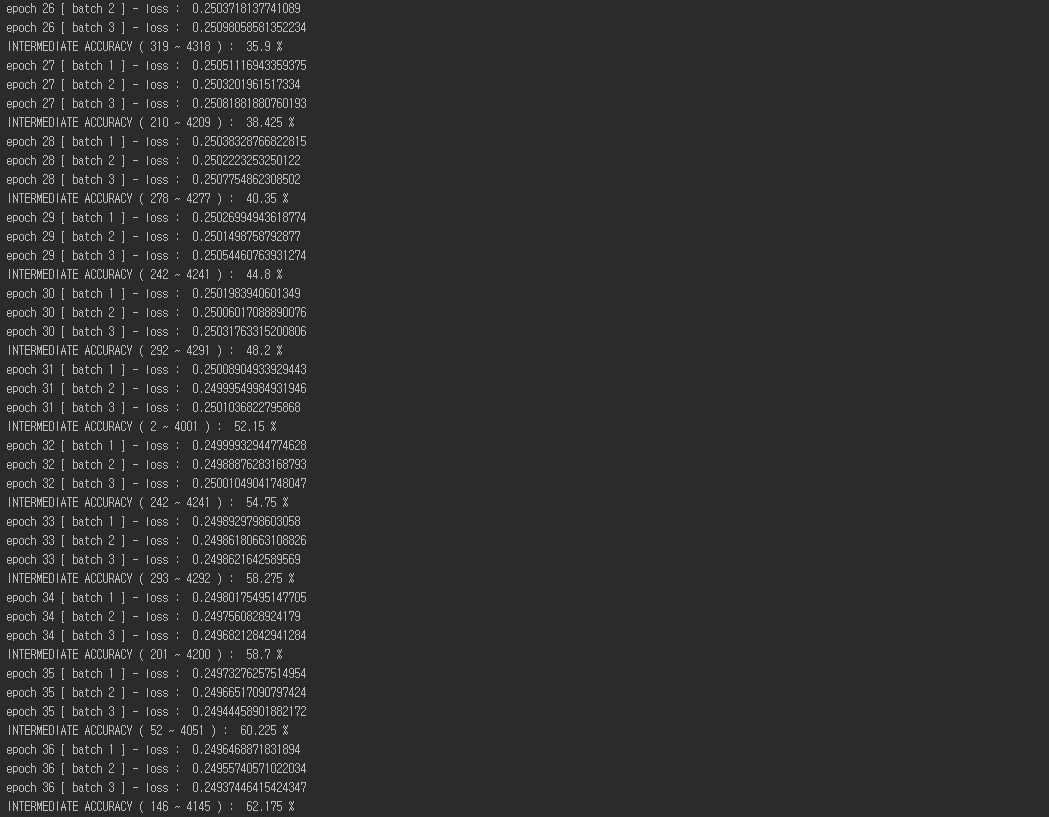 epoch 26 [ batch 2 ] - loss :  0.2503718137741089
epoch 26 [ batch 3 ] - loss :  0.25098058581352234
INTERMEDIATE ACCURACY ( 319 ~ 4318 ) :  35.9 %
epoch 27 [ batch 1 ] - loss :  0.25051116943359375
epoch 27 [ batch 2 ] - loss :  0.2503201961517334
epoch 27 [ batch 3 ] - loss :  0.25081881880760193
INTERMEDIATE ACCURACY ( 210 ~ 4209 ) :  38.425 %
epoch 28 [ batch 1 ] - loss :  0.25038328766822815
epoch 28 [ batch 2 ] - loss :  0.2502223253250122
epoch 28 [ batch 3 ] - loss :  0.2507754862308502
INTERMEDIATE ACCURACY ( 278 ~ 4277 ) :  40.35 %
epoch 29 [ batch 1 ] - loss :  0.25026994943618774
epoch 29 [ batch 2 ] - loss :  0.2501498758792877
epoch 29 [ batch 3 ] - loss :  0.25054460763931274
INTERMEDIATE ACCURACY ( 242 ~ 4241 ) :  44.8 %
epoch 30 [ batch 1 ] - loss :  0.2501983940601349
epoch 30 [ batch 2 ] - loss :  0.25006017088890076
epoch 30 [ batch 3 ] - loss :  0.25031763315200806
INTERMEDIATE ACCURACY ( 292 ~ 4291 ) :  48.2 %
epoch 31 [ batch 1 ] - loss :  0.25008904933929443
epoch 31 [ batch 2 ] - loss :  0.24999549984931946
epoch 31 [ batch 3 ] - loss :  0.2501036822795868
INTERMEDIATE ACCURACY ( 2 ~ 4001 ) :  52.15 %
epoch 32 [ batch 1 ] - loss :  0.24999932944774628
epoch 32 [ batch 2 ] - loss :  0.24988876283168793
epoch 32 [ batch 3 ] - loss :  0.25001049041748047
INTERMEDIATE ACCURACY ( 242 ~ 4241 ) :  54.75 %
epoch 33 [ batch 1 ] - loss :  0.2498929798603058
epoch 33 [ batch 2 ] - loss :  0.24986180663108826
epoch 33 [ batch 3 ] - loss :  0.2498621642589569
INTERMEDIATE ACCURACY ( 293 ~ 4292 ) :  58.275 %
epoch 34 [ batch 1 ] - loss :  0.24980175495147705
epoch 34 [ batch 2 ] - loss :  0.2497560828924179
epoch 34 [ batch 3 ] - loss :  0.24968212842941284
INTERMEDIATE ACCURACY ( 201 ~ 4200 ) :  58.7 %
epoch 35 [ batch 1 ] - loss :  0.24973276257514954
epoch 35 [ batch 2 ] - loss :  0.24966517090797424
epoch 35 [ batch 3 ] - loss :  0.24944458901882172
INTERMEDIATE ACCURACY ( 52 ~ 4051 ) :  60.225 %
epoch 36 [ batch 1 ] - loss :  0.2496468871831894
epoch 36 [ batch 2 ] - loss :  0.24955740571022034
epoch 36 [ batch 3 ] - loss :  0.24937446415424347
INTERMEDIATE ACCURACY ( 146 ~ 4145 ) :  62.175 %